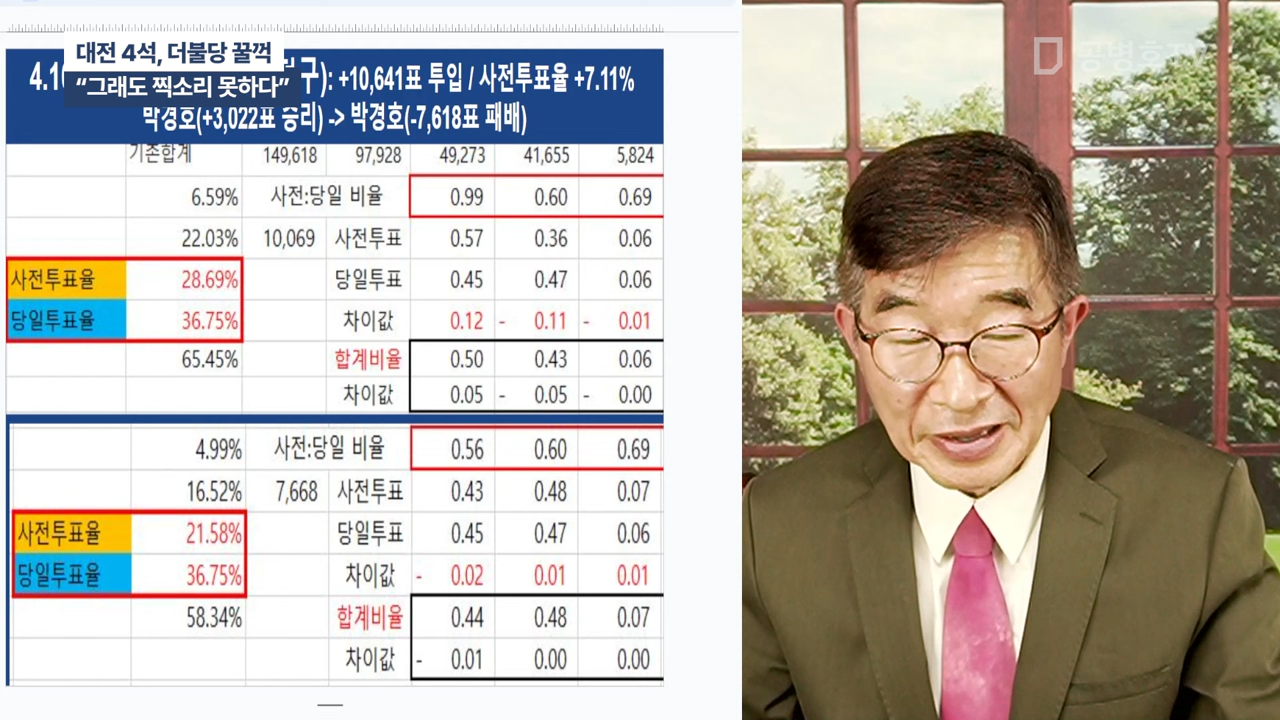 대전 4석, 더불당 꿀꺽
“그래도 찍소리 못하다”
4.1 구): +10,641표 투입 / 사전투표율 +7.11%
박경호(+3,022표 승리) -> 박경호(-7,618표 패배)
기존합계 149,618 97,928 49,273 41,655 5,824
6.59% 사전:당일 비율 0.99 0.60 0.69
22.03% 10,069 사전투표 0.57 0.36 0.06
사전투표율 28.69% 당일투표 0.45 0.47 0.06
당일투표율 36.75% 차이값 0.12 - 0.11 - 0.01
65.45% 합계비율 0.50 0.43 0.06
차이값 0.05 - 0.05 - 0.00
4.99% 사전:당일 비율 0.56 0.60 0.69
16.52% 7,668 사전투표 0.43 0.48 0.07
사전투표율 21.58% 당일투표 0.45 0.47 0.06
당일투표율 36.75% 차이값 - 0.02 0.01 0.01
58.34% 합계비율 0.44 0.48 0.07
차이값 - 0.01 0.00 0.00
공병호